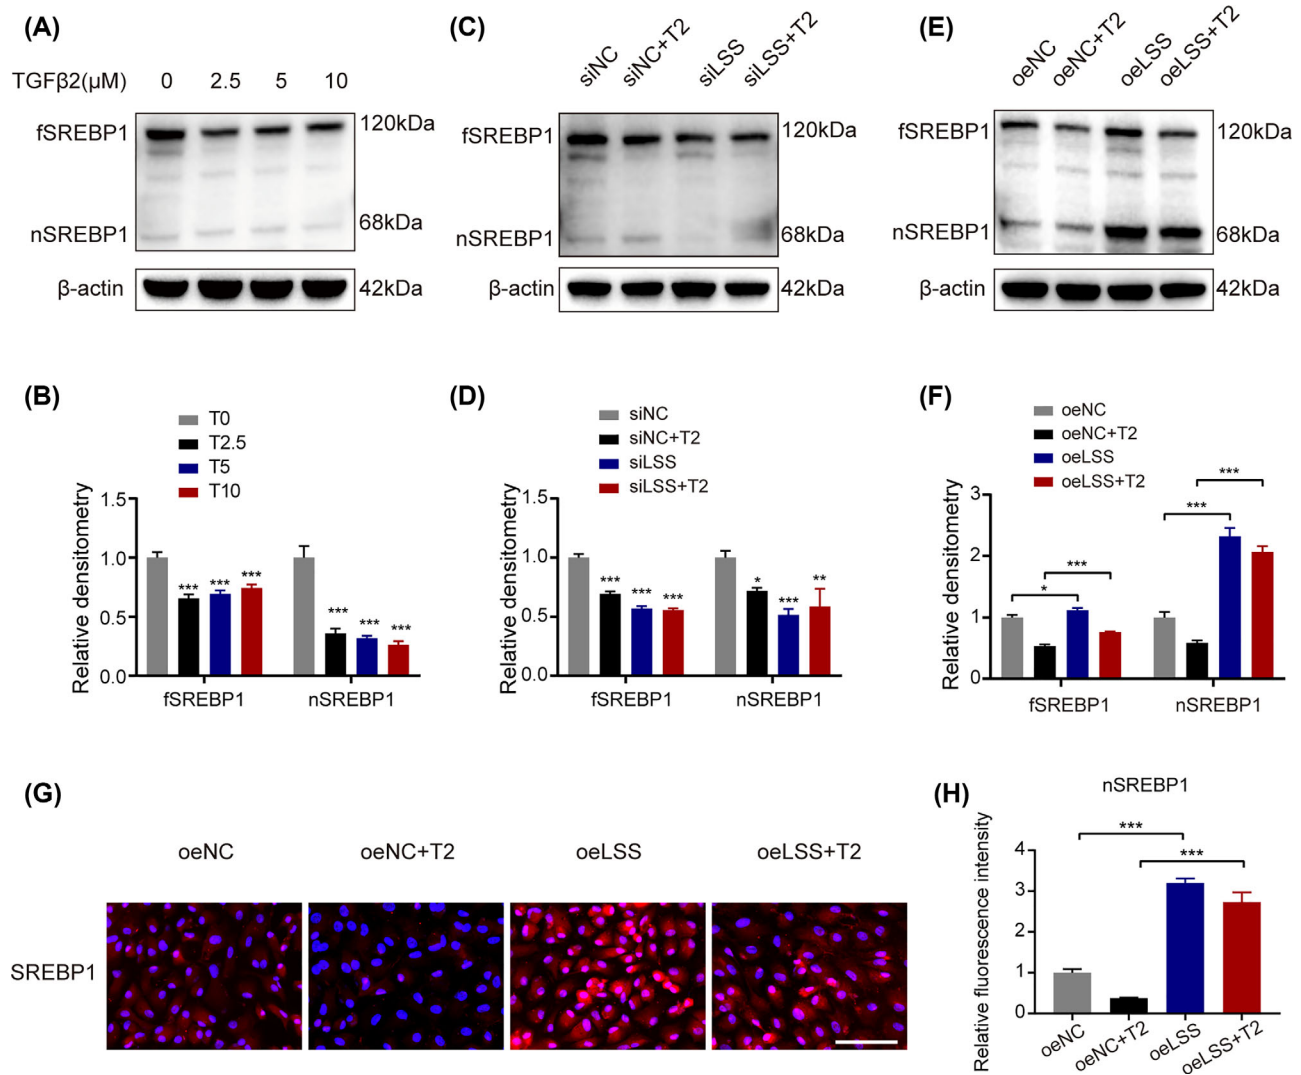 (A)
TGFβ2(μM) 0 2.5 5 10
fSREBP1 120kDa
nSREBP1 68kDa
β-actin 42kDa
(C)
siNC siNC+T2 siLSS siLSS+T2
fSREBP1 120kDa
nSREBP1 68kDa
β-actin 42kDa
(E)
oeNC oeNC+T2 oeLSS oeLSS+T2
fSREBP1 120kDa
nSREBP1 68kDa
β-actin 42kDa
(B)
T0
T2.5
T5
T10
Relative densitometry
1.5
1.0
0.5
0.0
*** *** ***
*** *** ***
fSREBP1 nSREBP1
(D)
siNC
siNC+T2
siLSS
siLSS+T2
Relative densitometry
1.5
1.0
0.5
0.0
*** *** ***
* *** **
fSREBP1 nSREBP1
(F)
oeNC
oeNC+T2
oeLSS
oeLSS+T2
Relative densitometry
3
2
1
0
* ***
*** ***
fSREBP1 nSREBP1
(G)
oeNC oeNC+T2 oeLSS oeLSS+T2
SREBP1
(H)
nSREBP1
Relative fluorescence intensity
4
3
2
1
0
***
***
oeNC oeNC+T2 oeLSS oeLSS+T2